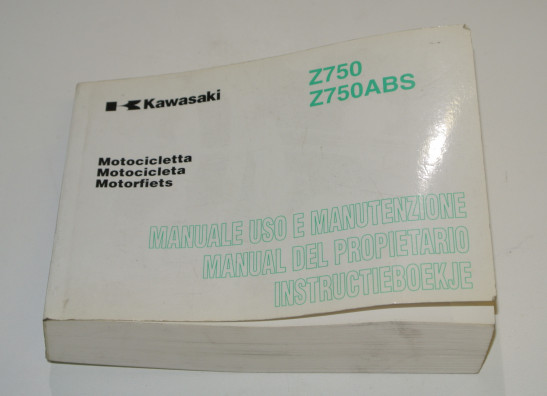 Kawasaki
Z750
Z750ABS
Motocicletta
Motocicleta
Motorfiets
MANUALE USO E MANUTENZIONE
MANUAL DEL PROPIETARIO
INSTRUCTIEBOEKJE